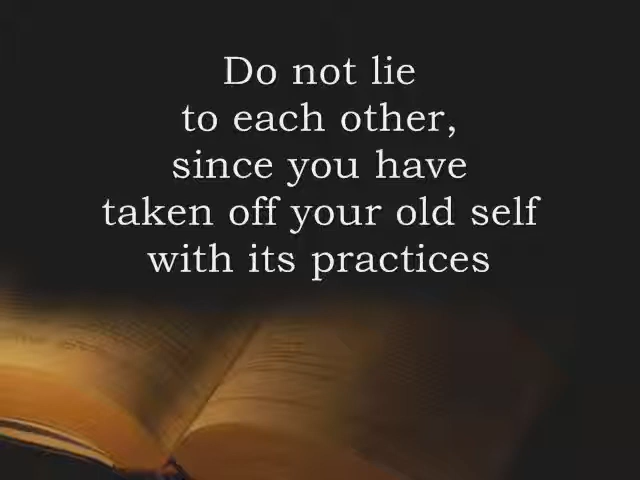 Do not lie
to each other,
since you have
taken off your old self
with its practices